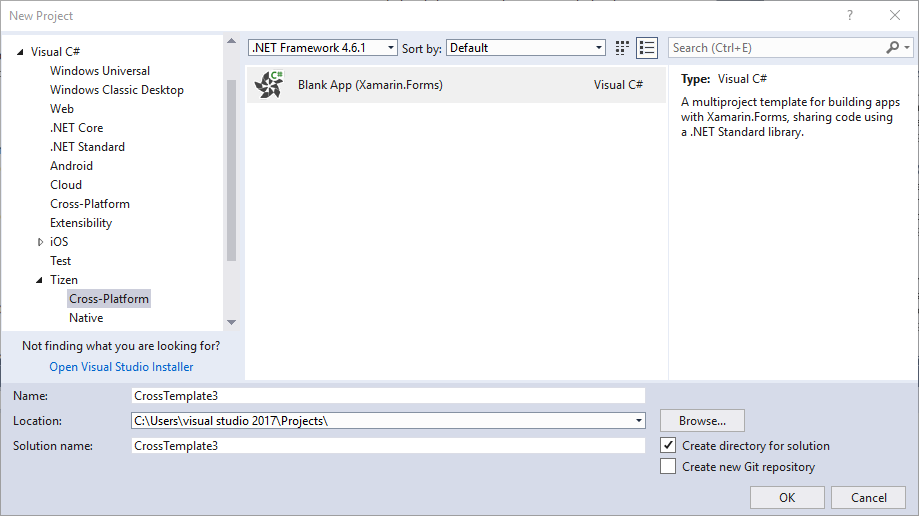 New Project
?
Visual C#
Windows Universal
Windows Classic Desktop
Web
.NET Core
.NET Standard
Android
Cloud
Cross-Platform
Extensibility
iOS
Test
Tizen
Cross-Platform
Native
Not finding what you are looking for?
Open Visual Studio Installer
.NET Framework 4.6.1 Sort by: Default
C# Blank App (Xamarin.Forms) Visual C#
Search (Ctrl+E)
Type: Visual C#
A multiproject template for building apps
with Xamarin.Forms, sharing code using
a .NET Standard library.
Name: CrossTemplate3
Location: C:\Users\visual studio 2017\Projects\ Browse...
Solution name: CrossTemplate3
Create directory for solution
Create new Git repository
OK Cancel